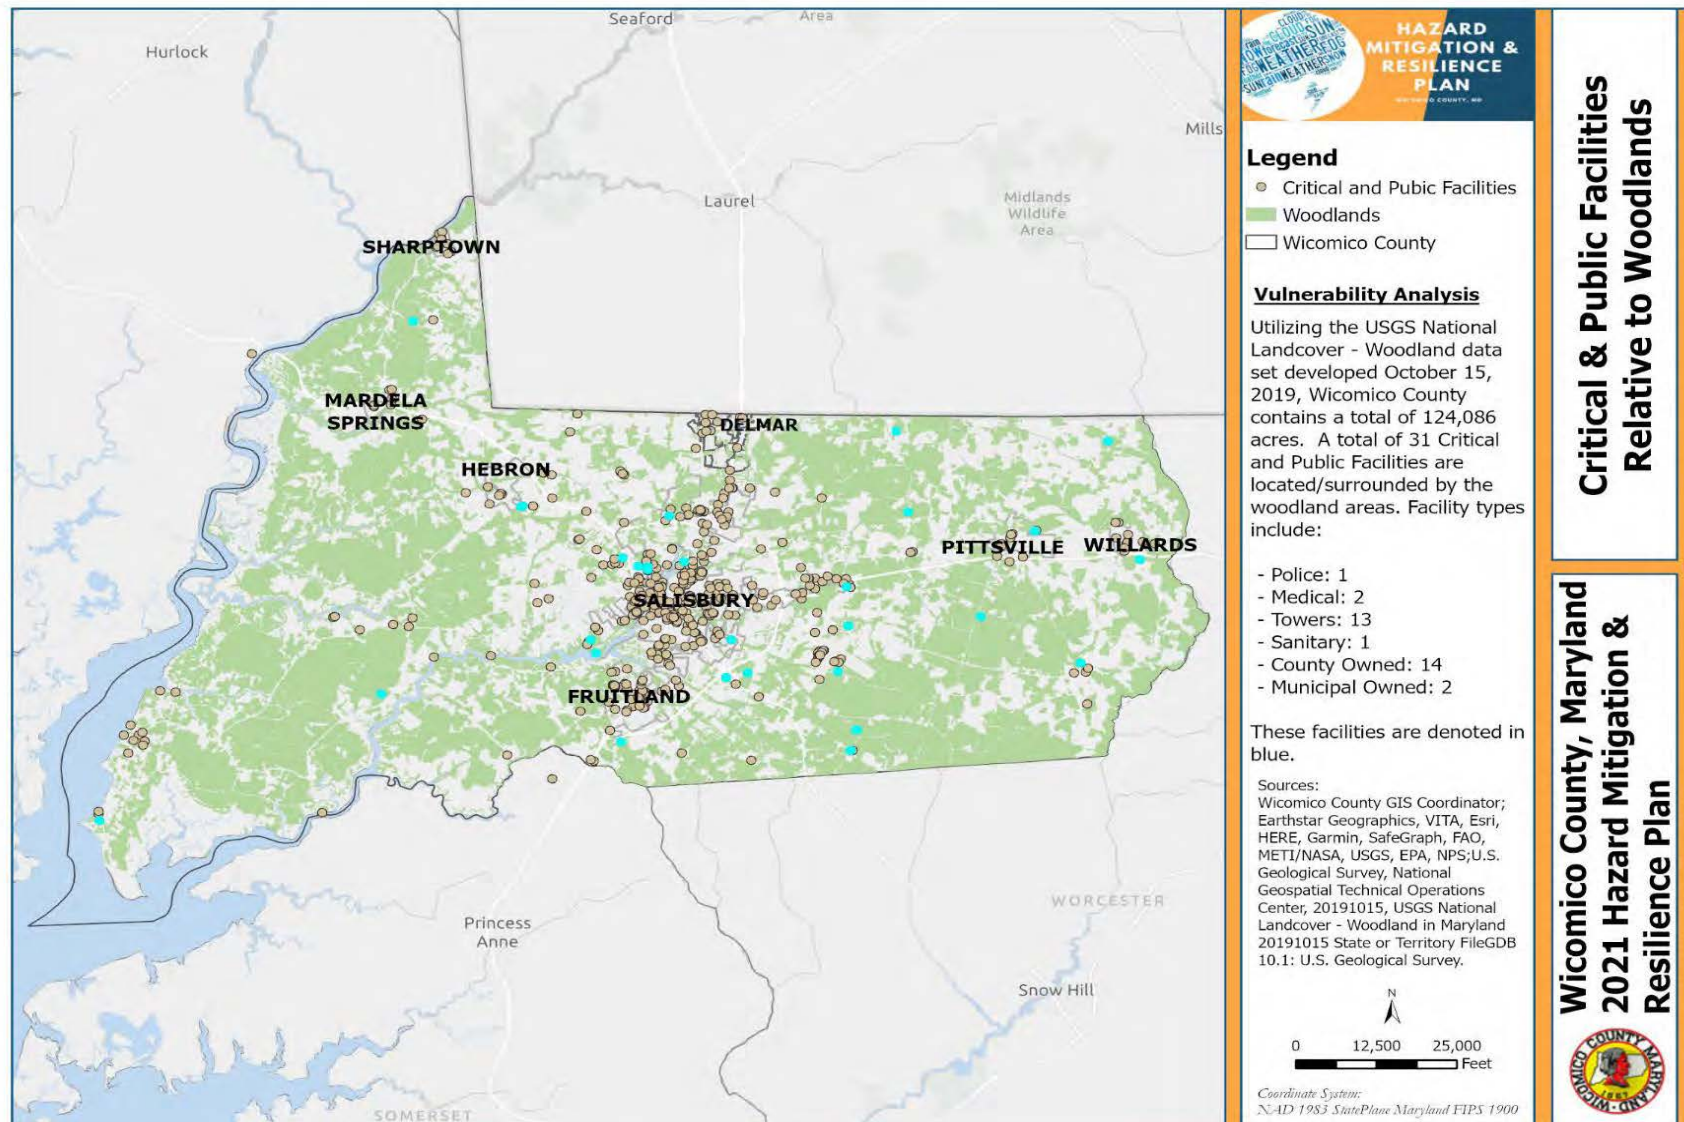 Seaford
Area
Hurlock
Mills
Laurel
Midlands
Wildlife
Area
SHARPTOWN
MARDELA
SPRINGS
DELMAR
HEBRON
PITTSVILLE
WILLARDS
SALISBURY
FRUITLAND
Princess
Anne
WORCESTER
Snow Hill
SOMERSET
HAZARD
MITIGATION &
RESILIENCE
PLAN
WICOMICO COUNTY, MD
Legend
Critical and Pubic Facilities
Woodlands
Wicomico County
Vulnerability Analysis
Utilizing the USGS National
Landcover - Woodland data
set developed October 15,
2019, Wicomico County
contains a total of 124,086
acres. A total of 31 Critical
and Public Facilities are
located/surrounded by the
woodland areas. Facility types
include:
- Police: 1
- Medical: 2
- Towers: 13
- Sanitary: 1
- County Owned: 14
- Municipal Owned: 2
These facilities are denoted in
blue.
Sources:
Wicomico County GIS Coordinator;
Earthstar Geographics, VITA, Esri,
HERE, Garmin, SafeGraph, FAO,
METI/NASA, USGS, EPA, NPS;U.S.
Geological Survey, National
Geospatial Technical Operations
Center, 20191015, USGS National
Landcover - Woodland in Maryland
20191015 State or Territory FileGDB
10.1: U.S. Geological Survey.
N
0 12,500 25,000
Feet
Coordinate System:
NAD 1983 StatePlane Maryland FIPS 1900
Critical & Public Facilities
Relative to Woodlands
Wicomico County, Maryland
2021 Hazard Mitigation &
Resilience Plan
WICOMICO COUNTY MARYLAND
1867